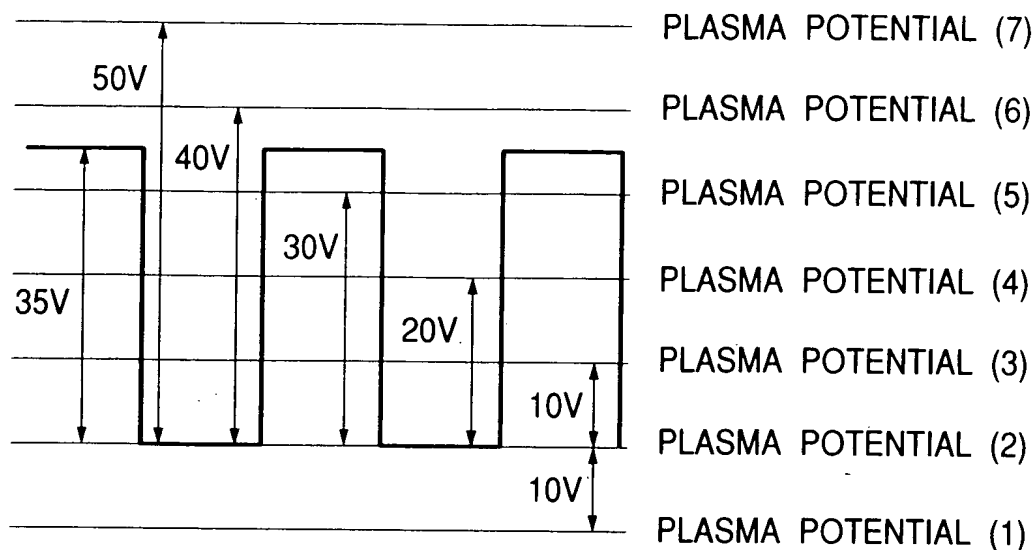 PLASMA POTENTIAL (7)
50V
PLASMA POTENTIAL (6)
40V
PLASMA POTENTIAL (5)
30V
PLASMA POTENTIAL (4)
35V
20V
PLASMA POTENTIAL (3)
10V
PLASMA POTENTIAL (2)
10V
PLASMA POTENTIAL (1)